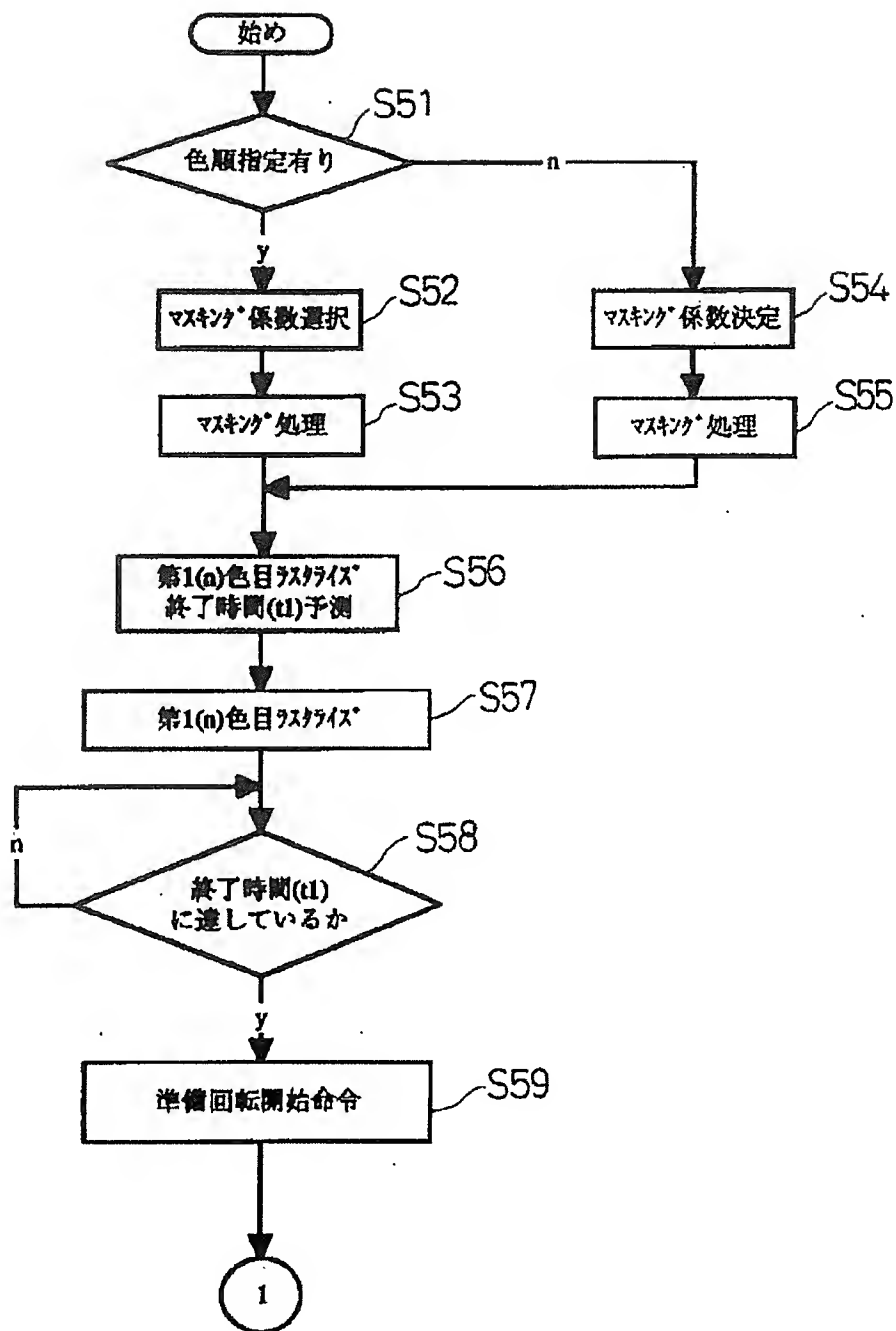 始め
S51
色順指定有り
n
y
S52
マスキング係数選択
S54
マスキング係数決定
S53
マスキング処理
S55
マスキング処理
S56
第1(n)色目ラスタライズ
終了時間(t1)予測
S57
第1(n)色目ラスタライズ
n
S58
終了時間(t1)
に達しているか
y
S59
準備回転開始命令
1